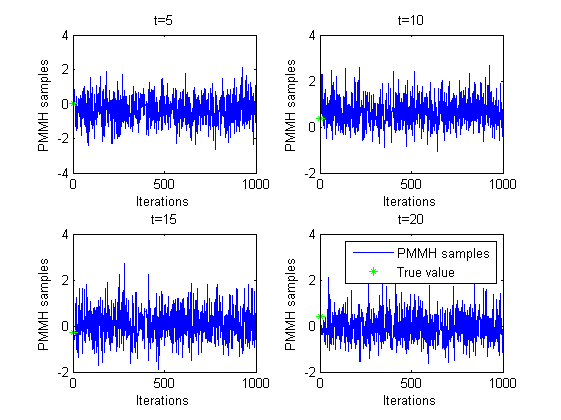 t=5
4
2
0
-2
-4
PMMH samples
0
500
1000
Iterations
t=10
4
2
0
-2
PMMH samples
0
500
1000
Iterations
t=15
4
2
0
-2
PMMH samples
0
500
1000
Iterations
t=20
4
2
0
-2
PMMH samples
PMMH samples
True value
0
500
1000
Iterations